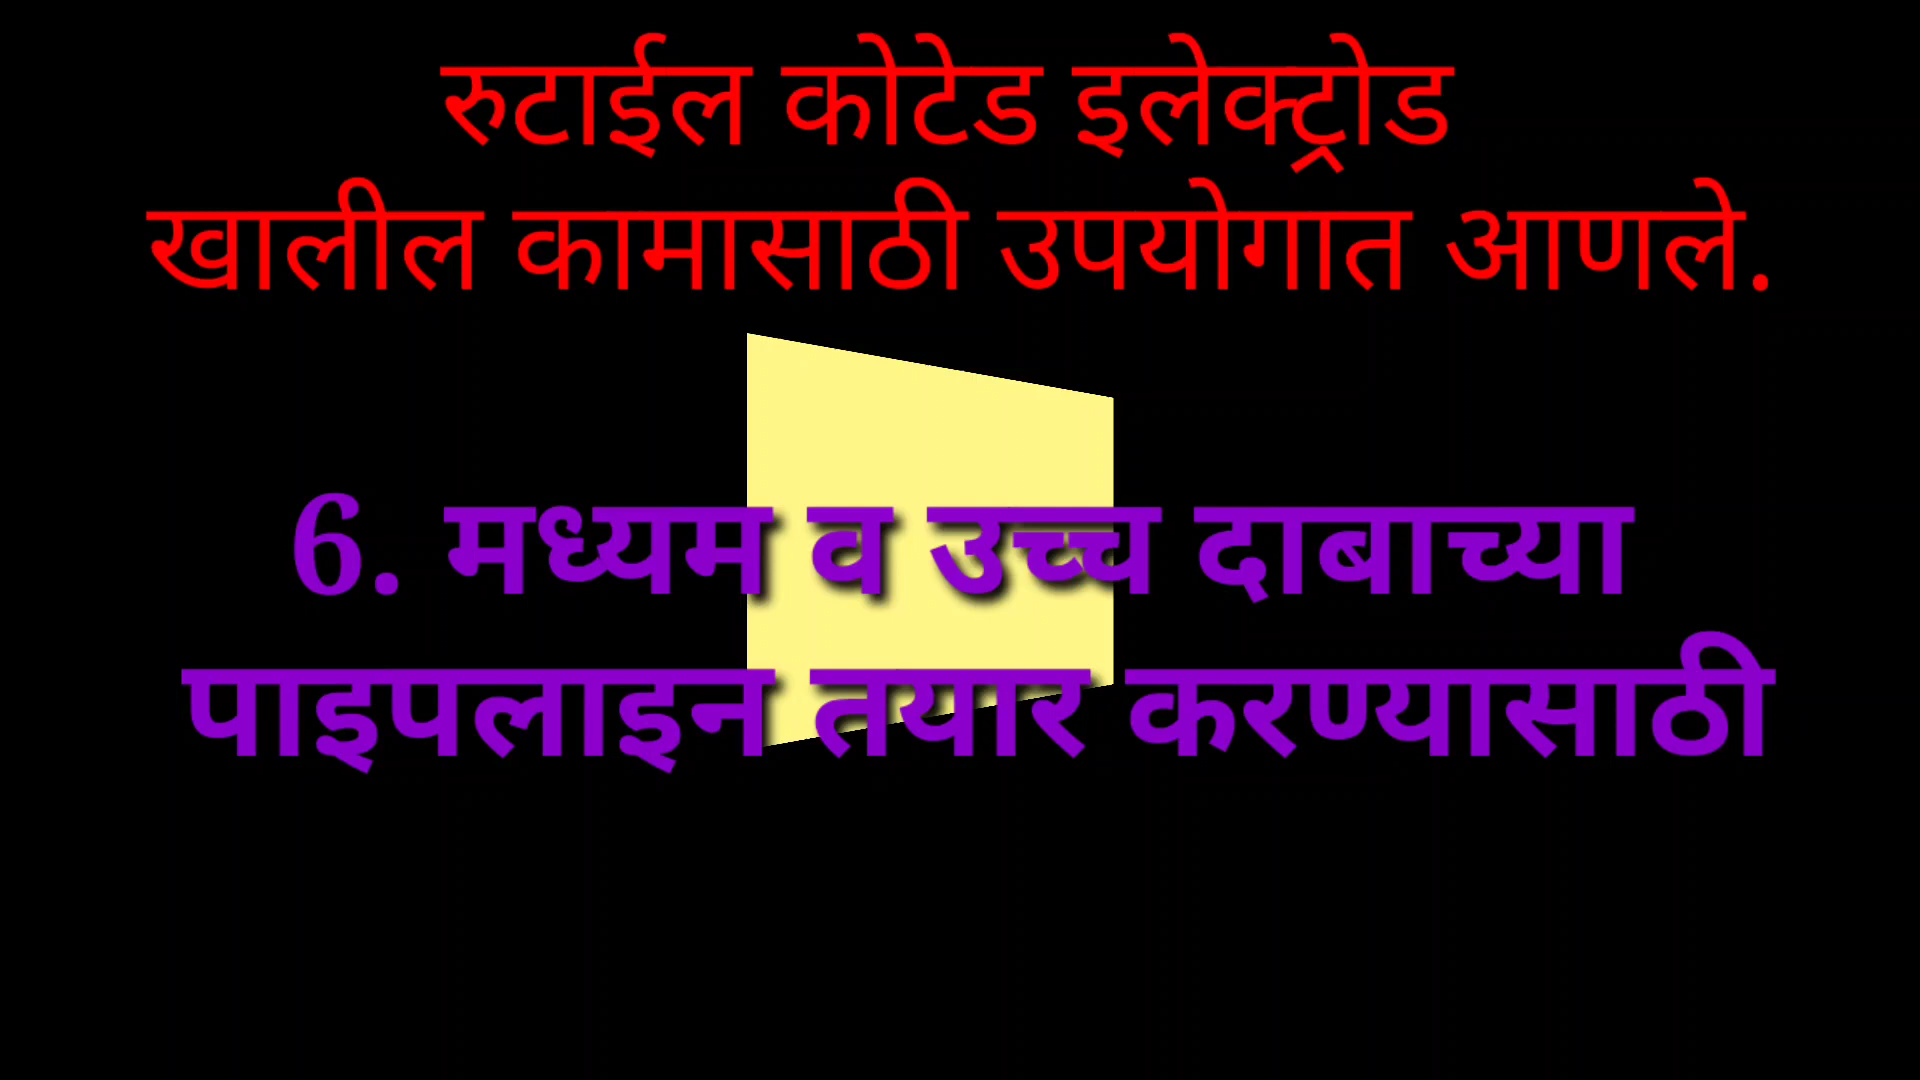 रुटाईल कोटेड इलेक्ट्रोड
खालील कामासाठी उपयोगात आणले.
6. मध्यम व उच्च दाबाच्या
पाइपलाइन तयार करण्यासाठी